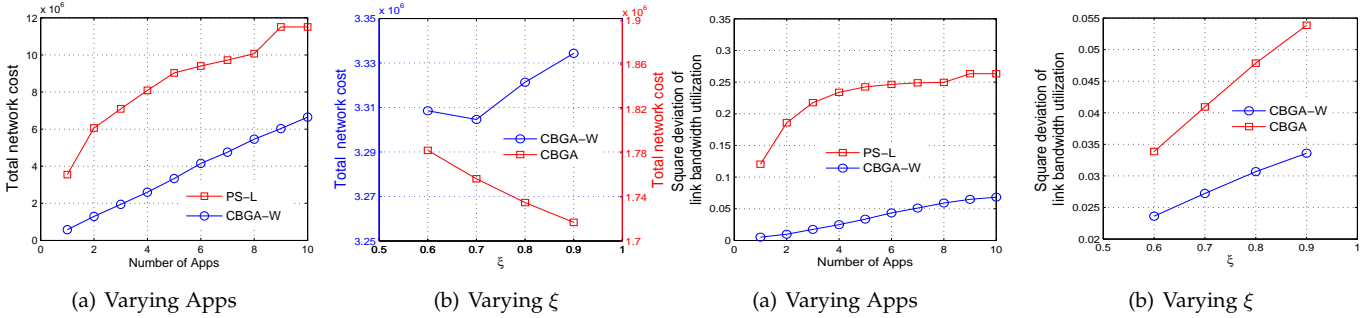 x 10⁶
12
10
8
6
4
2
0
0 2 4 6 8 10
Total network cost
Number of Apps
PS-L
CBGA-W
(a) Varying Apps
x 10⁶
3.35
3.33
3.31
3.29
3.27
3.25
0.5 0.6 0.7 0.8 0.9 1
Total network cost
ξ
CBGA-W
CBGA
x 10⁶
1.9
1.86
1.82
1.78
1.74
1.7
Total network cost
(b) Varying ξ
0.35
0.3
0.25
0.2
0.15
0.1
0.05
0
0 2 4 6 8 10
Square deviation of
link bandwidth utilization
Number of Apps
PS-L
CBGA-W
(a) Varying Apps
0.055
0.05
0.045
0.04
0.035
0.03
0.025
0.02
0.5 0.6 0.7 0.8 0.9 1
Square deviation of
link bandwidth utilization
ξ
CBGA-W
CBGA
(b) Varying ξ